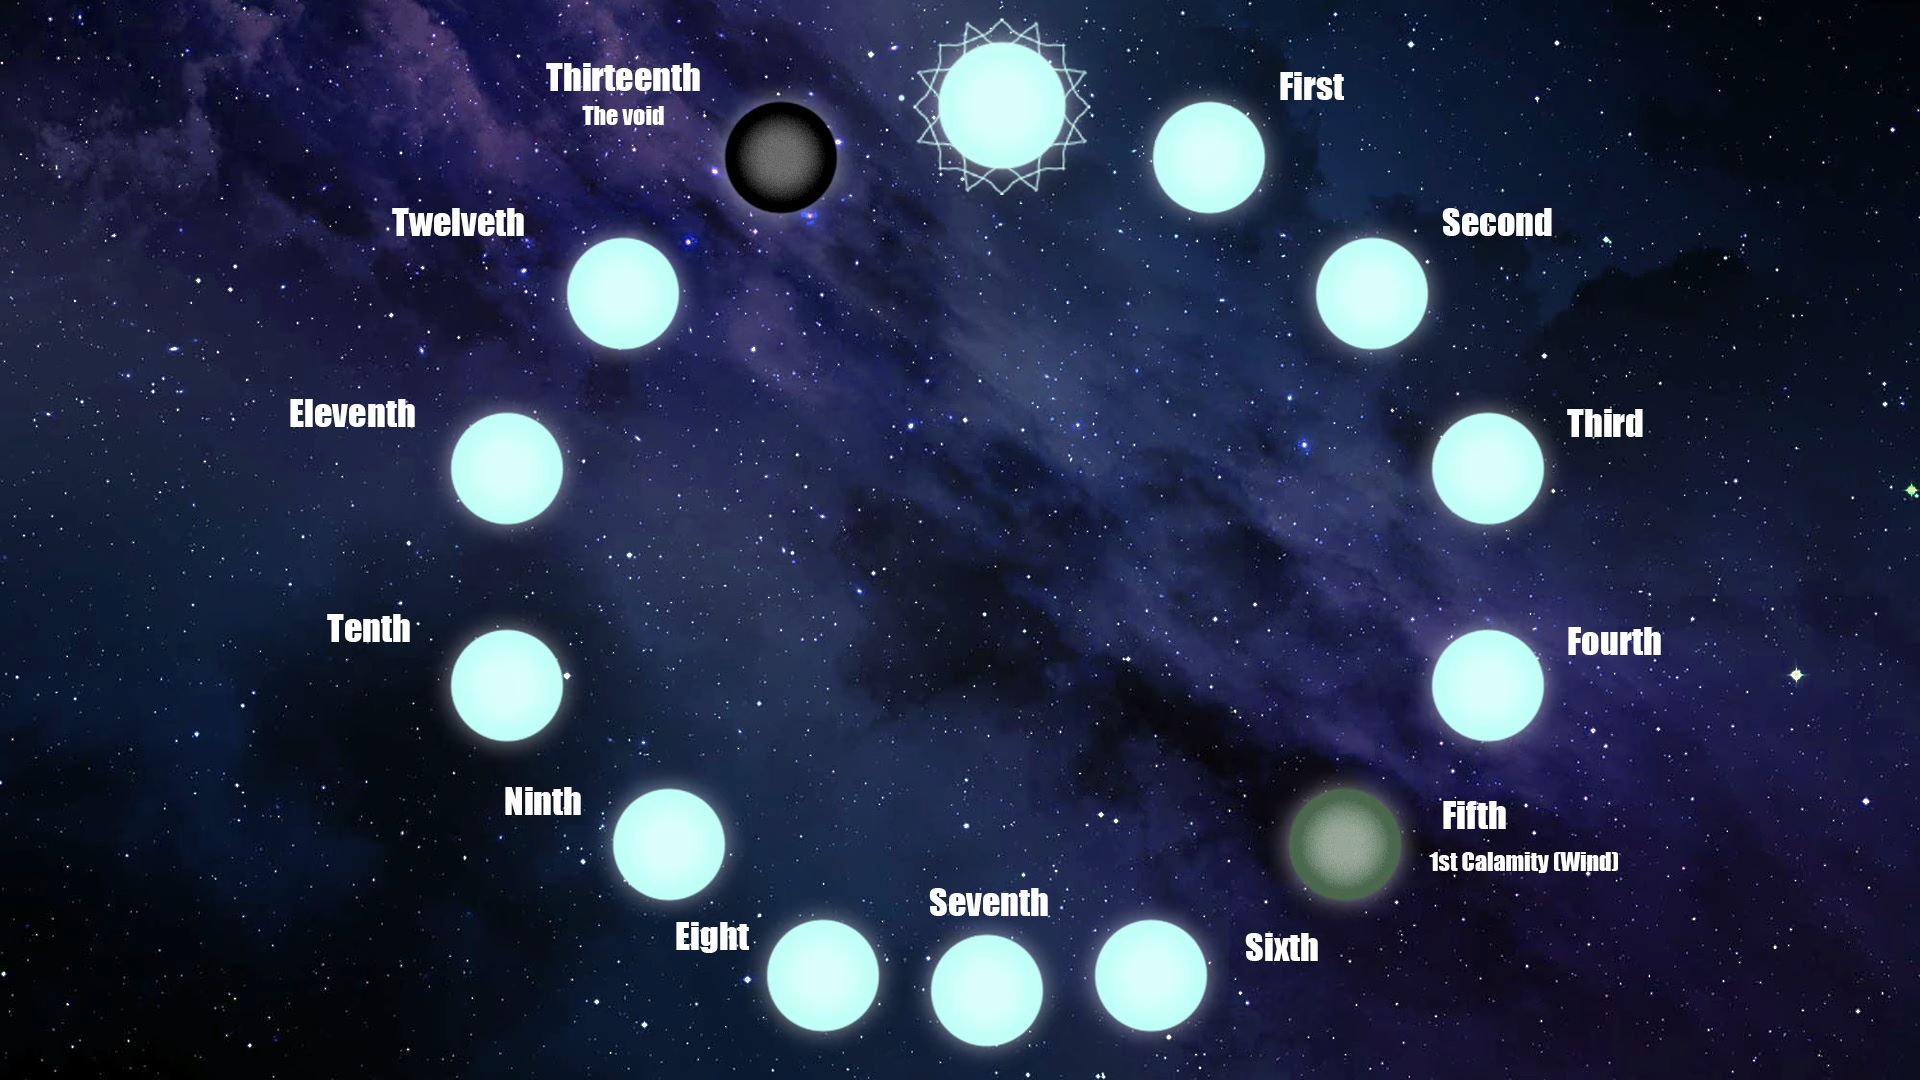 Thirteenth
The void
First
Twelveth
Second
Eleventh
Third
Tenth
Fourth
Ninth
Fifth
1st Calamity (Wind)
Seventh
Eight
Sixth